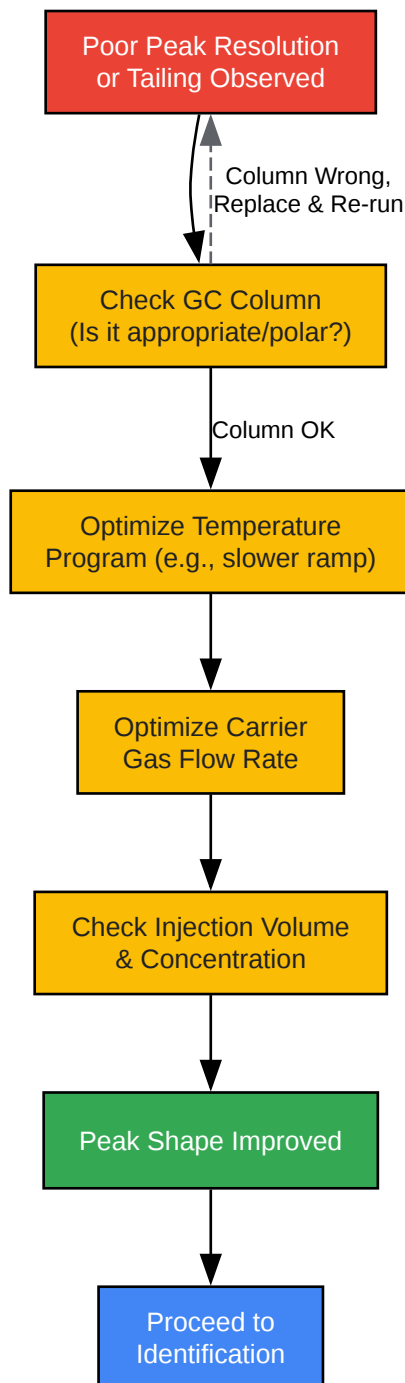 Poor Peak Resolution
or Tailing Observed
Column Wrong,
Replace & Re-run
Check GC Column
(Is it appropriate/polar?)
Column OK
Optimize Temperature
Program (e.g., slower ramp)
Optimize Carrier
Gas Flow Rate
Check Injection Volume
& Concentration
Peak Shape Improved
Proceed to
Identification